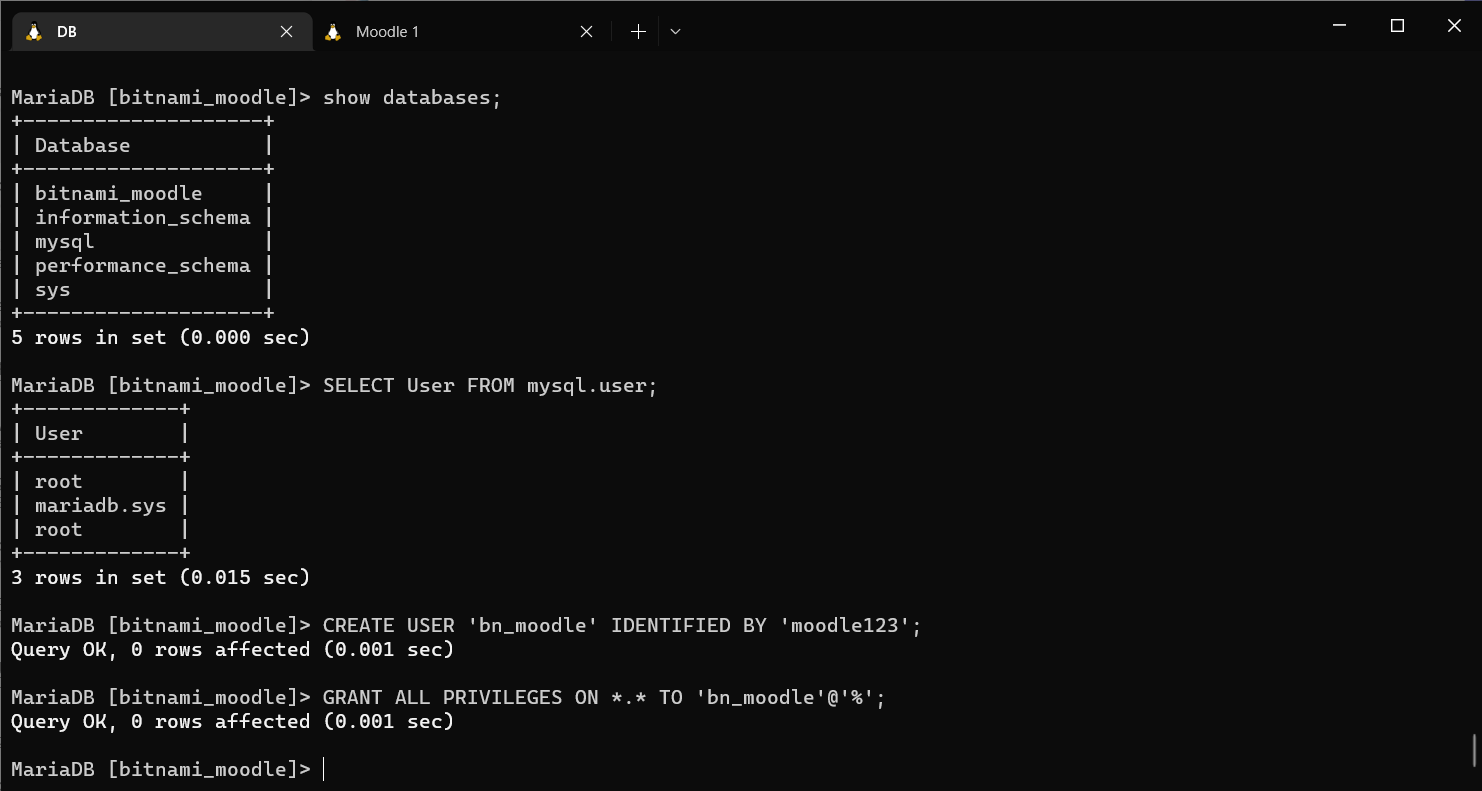 DB
Moodle 1
MariaDB [bitnami_moodle]> show databases;
+--------------------+
| Database           |
+--------------------+
| bitnami_moodle     |
| information_schema |
| mysql              |
| performance_schema |
| sys                |
+--------------------+
5 rows in set (0.000 sec)
MariaDB [bitnami_moodle]> SELECT User FROM mysql.user;
+-------------+
| User        |
+-------------+
| root        |
| mariadb.sys |
| root        |
+-------------+
3 rows in set (0.015 sec)
MariaDB [bitnami_moodle]> CREATE USER 'bn_moodle' IDENTIFIED BY 'moodle123';
Query OK, 0 rows affected (0.001 sec)
MariaDB [bitnami_moodle]> GRANT ALL PRIVILEGES ON *.* TO 'bn_moodle'@'%';
Query OK, 0 rows affected (0.001 sec)
MariaDB [bitnami_moodle]>